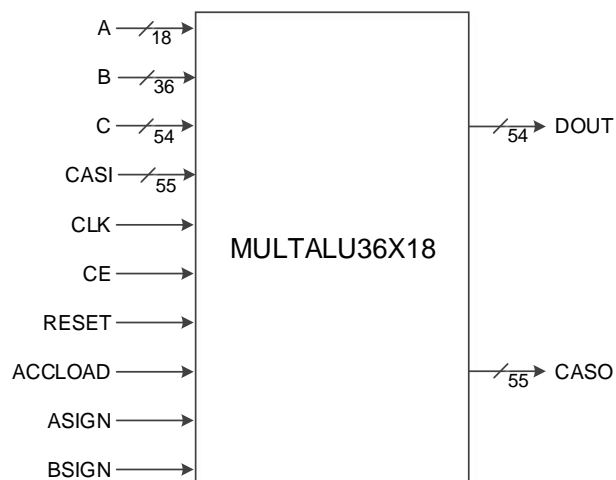 A
18
B
36
C
54
DOUT
54
CASI
55
CLK
MULTALU36X18
CE
RESET
ACCLOAD
CASO
55
ASIGN
BSIGN